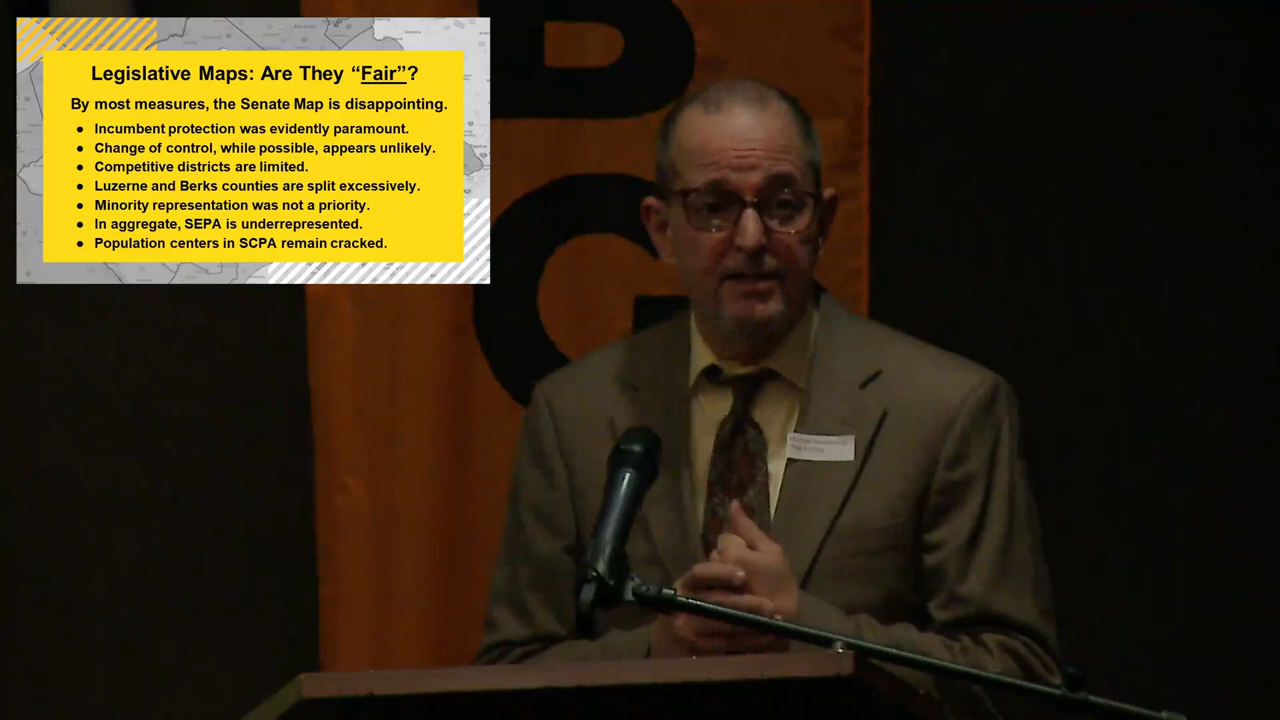 Legislative Maps: Are They “Fair”?
By most measures, the Senate Map is disappointing.
● Incumbent protection was evidently paramount.
● Change of control, while possible, appears unlikely.
● Competitive districts are limited.
● Luzerne and Berks counties are split excessively.
● Minority representation was not a priority.
● In aggregate, SEPA is underrepresented.
● Population centers in SCPA remain cracked.
G